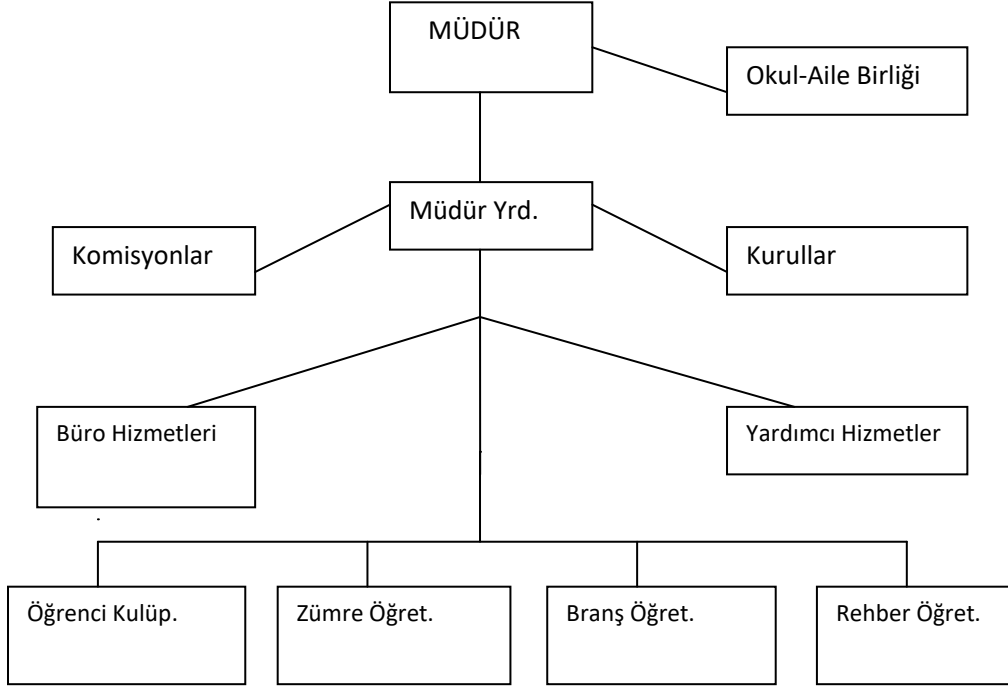 MÜDÜR
Okul-Aile Birliği
Müdür Yrd.
Komisyonlar
Kurullar
Büro Hizmetleri
Yardımcı Hizmetler
Öğrenci Kulüp.
Zümre Öğret.
Branş Öğret.
Rehber Öğret.